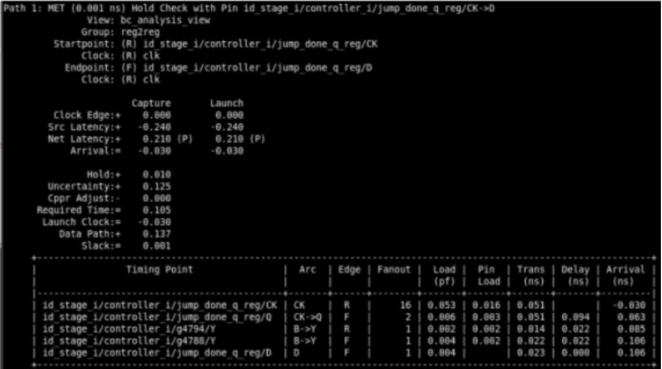 Path 1: MET (0.001 ns) Hold Check with Pin id_stage_i/controller_i/jump_done_q_reg/CK->D
View: bc_analysis_view
Group: reg2reg
Startpoint: (R) id_stage_i/controller_i/jump_done_q_reg/CK
Clock: (R) clk
Endpoint: (F) id_stage_i/controller_i/jump_done_q_reg/D
Clock: (R) clk
Capture Launch
Clock Edge:+ 0.000 0.000
Src Latency:+ -0.240 -0.240
Net Latency:+ 0.210 (P) 0.210 (P)
Arrival:= -0.030 -0.030
Hold:+ 0.010
Uncertainty:+ 0.125
Cppr Adjust:- 0.000
Required Time:= 0.105
Launch Clock:= -0.030
Data Path:+ 0.137
Slack:= 0.001
Timing Point | Arc | Edge | Fanout | Load | Pin | Trans | Delay | Arrival
(pf) | Load | (ns) | (ns) | (ns)
id_stage_i/controller_i/jump_done_q_reg/CK | CK | R | 16 | 0.053 | 0.016 | 0.051 | | -0.030
id_stage_i/controller_i/jump_done_q_reg/Q | CK->Q | F | 2 | 0.006 | 0.003 | 0.051 | 0.094 | 0.063
id_stage_i/controller_i/g4794/Y | B->Y | R | 1 | 0.002 | 0.002 | 0.014 | 0.022 | 0.085
id_stage_i/controller_i/g4788/Y | B->Y | F | 1 | 0.004 | 0.002 | 0.022 | 0.022 | 0.106
id_stage_i/controller_i/jump_done_q_reg/D | D | F | 1 | 0.004 | | 0.023 | 0.000 | 0.106